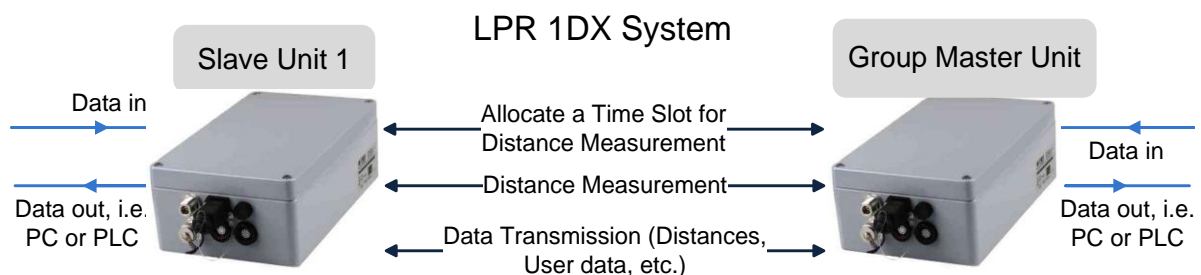 LPR 1DX System
Slave Unit 1
Group Master Unit
Data in
Data out, i.e.
PC or PLC
Allocate a Time Slot for
Distance Measurement
Distance Measurement
Data Transmission (Distances,
User data, etc.)
Data in
Data out, i.e.
PC or PLC